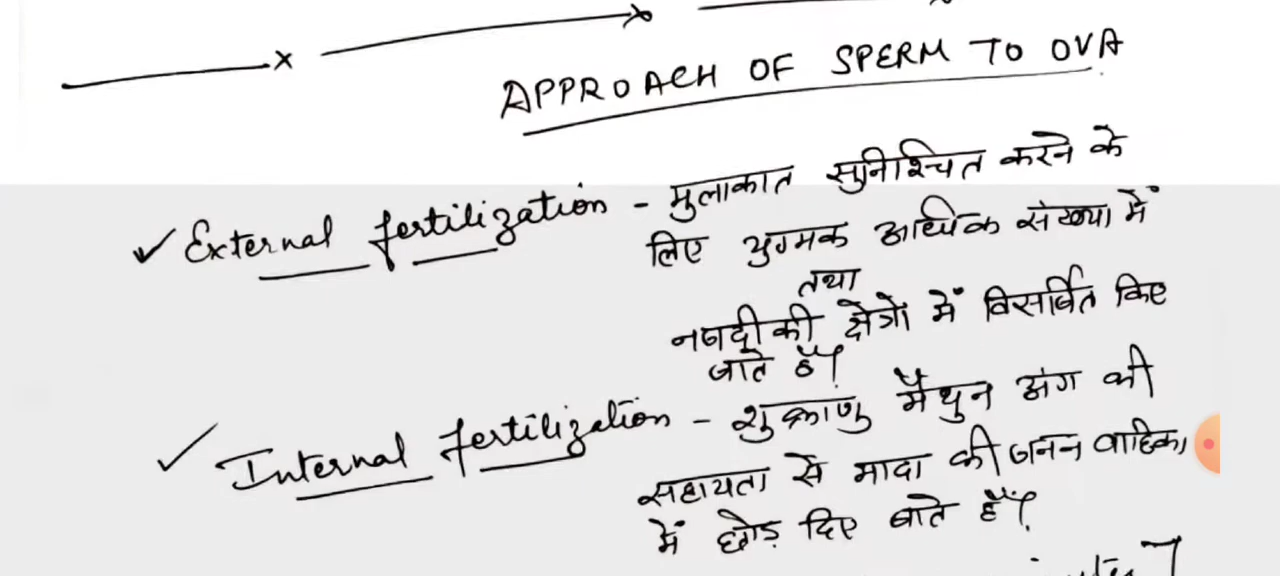 APPROACH OF SPERM TO OVA
External fertilization - मुलाकात सुनिश्चित करने के
लिए युग्मक अधिक संख्या में
तथा
नजदीकी क्षेत्रों में विसर्जित किए
जाते हैं।
Internal fertilization - शुक्राणु मैथुन अंग की
सहायता से मादा की जनन वाहिका
में छोड़ दिए जाते हैं।